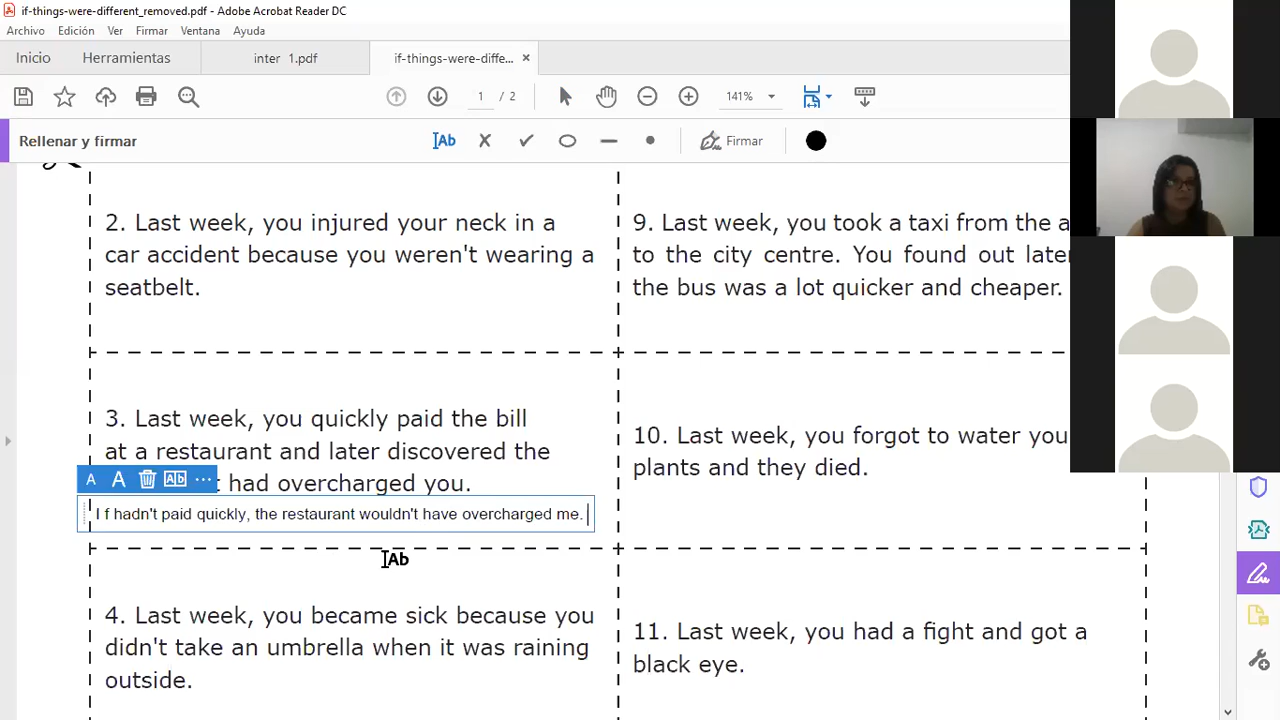 if-things-were-different_removed.pdf - Adobe Acrobat Reader DC
Archivo Edición Ver Firmar Ventana Ayuda
Inicio Herramientas inter 1.pdf if-things-were-diffe... ×
1 / 2 141%
Rellenar y firmar Ab Firmar
2. Last week, you injured your neck in a
car accident because you weren't wearing a
seatbelt.
9. Last week, you took a taxi from the a
to the city centre. You found out later
the bus was a lot quicker and cheaper.
3. Last week, you quickly paid the bill
at a restaurant and later discovered the
A A Ab ...
t had overcharged you.
I f hadn't paid quickly, the restaurant wouldn't have overcharged me.
Ab
10. Last week, you forgot to water you
plants and they died.
4. Last week, you became sick because you
didn't take an umbrella when it was raining
outside.
11. Last week, you had a fight and got a
black eye.